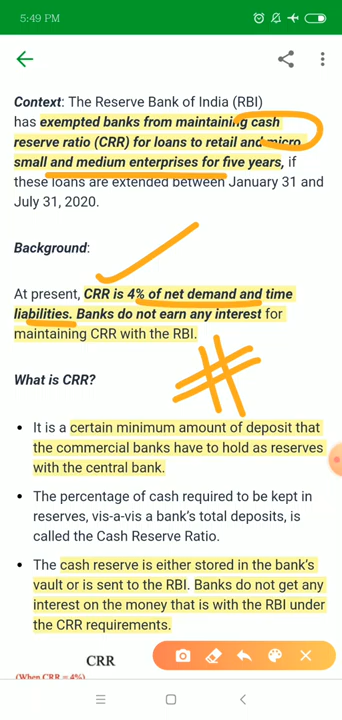 5:49 PM
Context: The Reserve Bank of India (RBI)
has exempted banks from maintaining cash
reserve ratio (CRR) for loans to retail and micro
small and medium enterprises for five years, if
these loans are extended between January 31 and
July 31, 2020.
Background:
At present, CRR is 4% of net demand and time
liabilities. Banks do not earn any interest for
maintaining CRR with the RBI.
What is CRR?
• It is a certain minimum amount of deposit that
the commercial banks have to hold as reserves
with the central bank.
• The percentage of cash required to be kept in
reserves, vis-a-vis a bank's total deposits, is
called the Cash Reserve Ratio.
• The cash reserve is either stored in the bank's
vault or is sent to the RBI. Banks do not get any
interest on the money that is with the RBI under
the CRR requirements.
CRR
(When CRR = 4%)